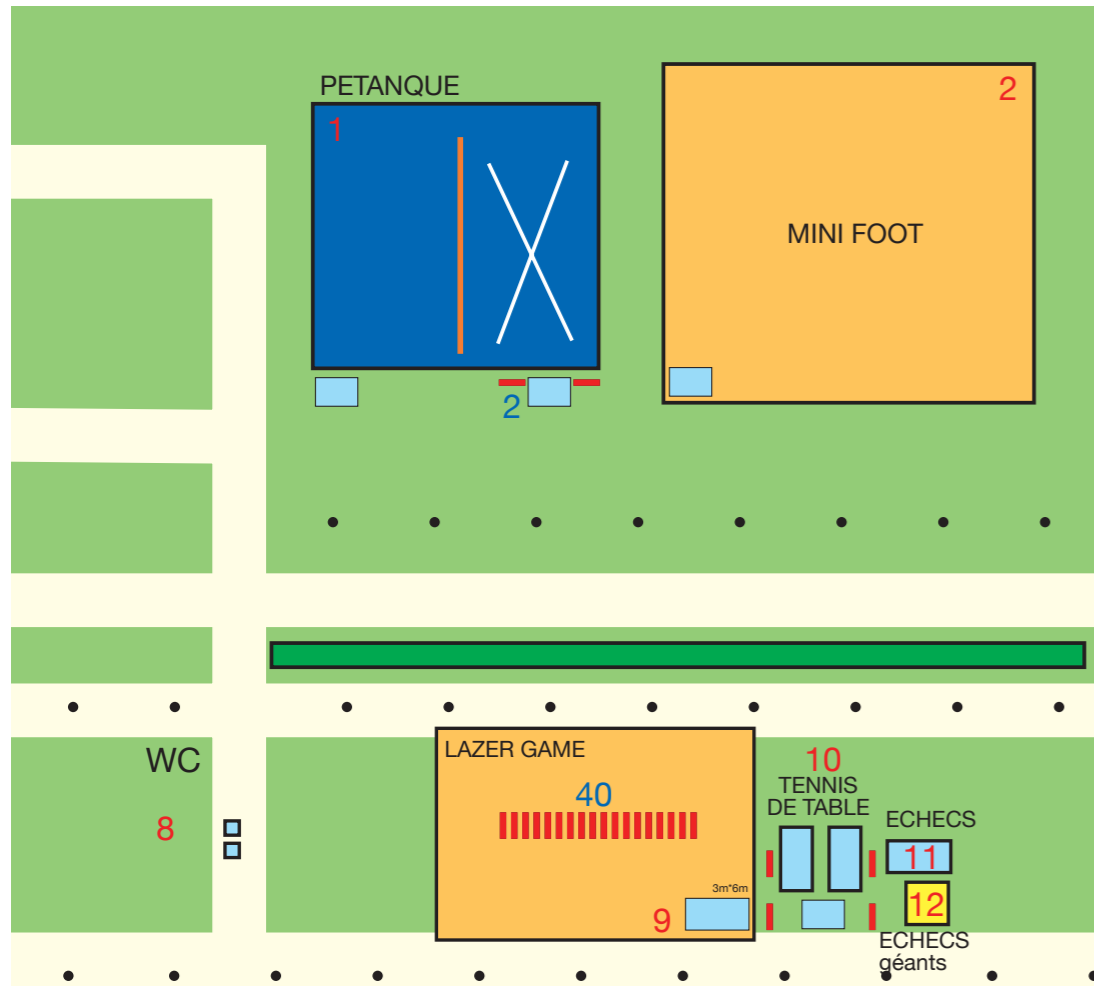 PETANQUE
1
2
MINI FOOT
2
WC
8
LAZER GAME
40
3m*6m
9
10
TENNIS
DE TABLE
ECHECS
11
12
ECHECS
géants